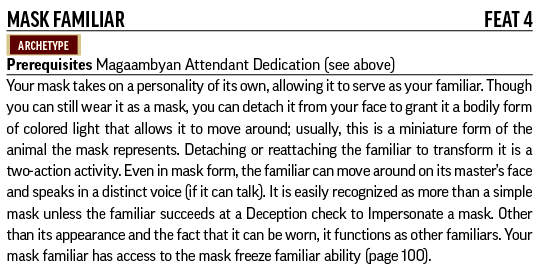 MASK FAMILIAR FEAT 4
ARCHETYPE
Prerequisites Magaambyan Attendant Dedication (see above)
Your mask takes on a personality of its own, allowing it to serve as your familiar. Though
you can still wear it as a mask, you can detach it from your face to grant it a bodily form
of colored light that allows it to move around; usually, this is a miniature form of the
animal the mask represents. Detaching or reattaching the familiar to transform it is a
two-action activity. Even in mask form, the familiar can move around on its master's face
and speaks in a distinct voice (if it can talk). It is easily recognized as more than a simple
mask unless the familiar succeeds at a Deception check to Impersonate a mask. Other
than its appearance and the fact that it can be worn, it functions as other familiars. Your
mask familiar has access to the mask freeze familiar ability (page 100).